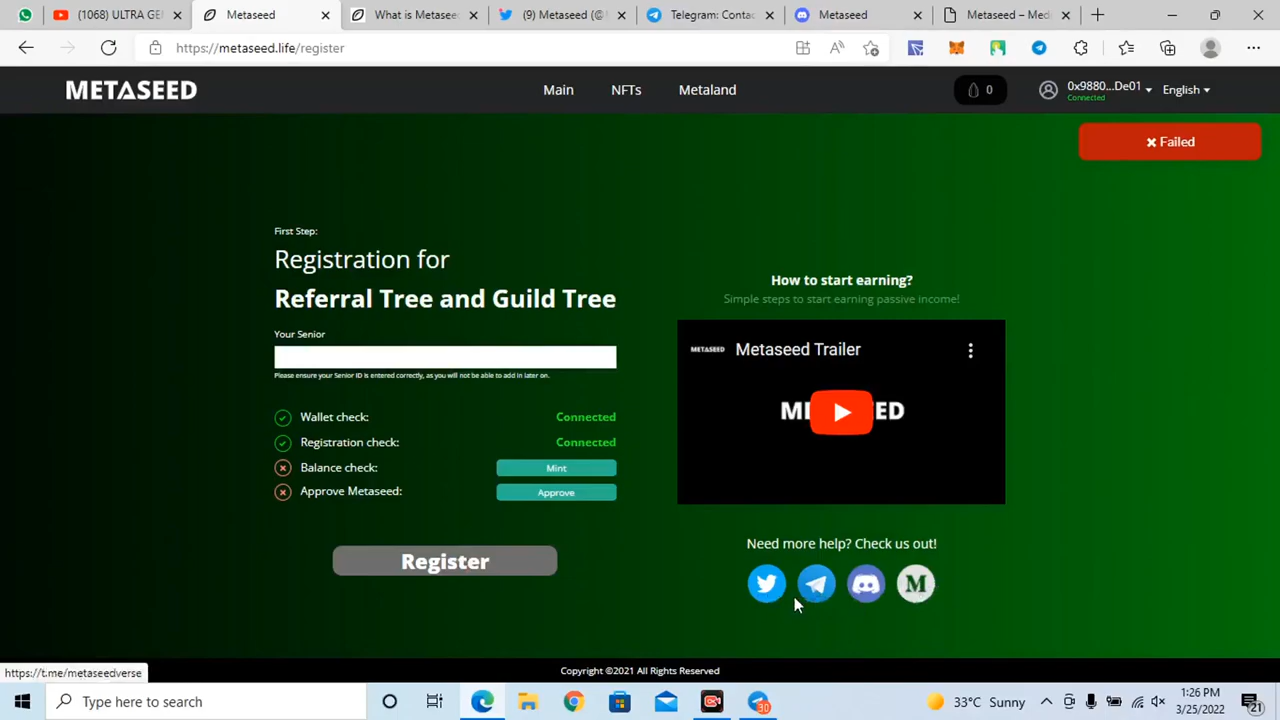 (1068) ULTRA GE
Metaseed
What is Metasee
(9) Metaseed (@M
Telegram: Contac
Metaseed
Metaseed – Med
https://metaseed.life/register
METASEED
Main
NFTs
Metaland
0
0x9880...De01
Connected
English
Failed
First Step:
Registration for
Referral Tree and Guild Tree
Your Senior
Please ensure your Senior ID is entered correctly, as you will not be able to add in later on.
Wallet check:
Connected
Registration check:
Connected
Balance check:
Mint
Approve Metaseed:
Approve
Register
How to start earning?
Simple steps to start earning passive income!
METASEED
Metaseed Trailer
Need more help? Check us out!
https://t.me/metaseedverse
Copyright ©2021 All Rights Reserved
Type here to search
30
33°C Sunny
1:26 PM
3/25/2022
21